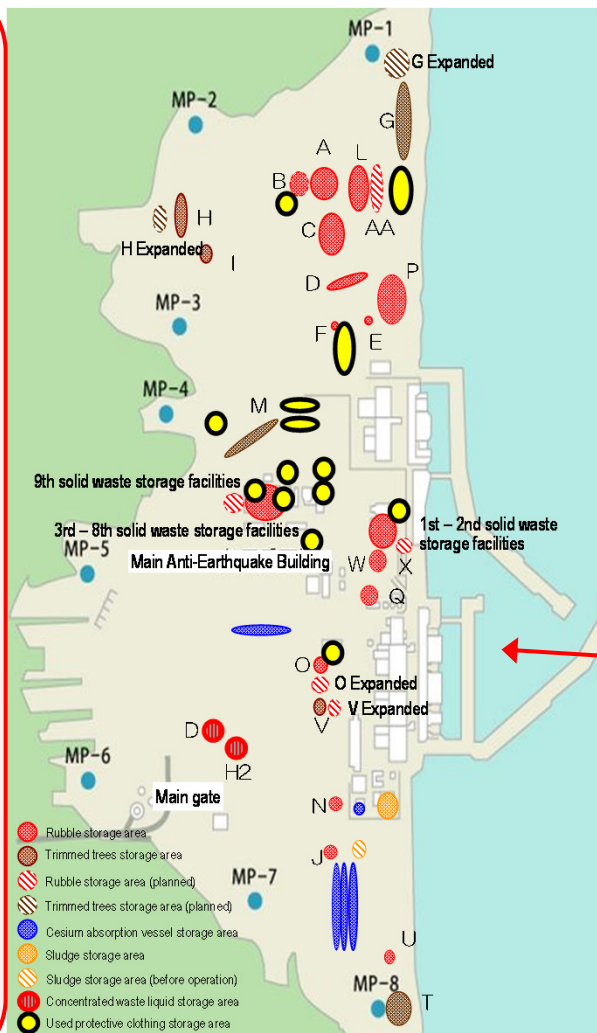 MP-1
G Expanded
MP-2
G
A
L
B
H
C
AA
H Expanded
I
D
P
MP-3
F
E
MP-4
M
9th solid waste storage facilities
3rd – 8th solid waste storage facilities
1st – 2nd solid waste
storage facilities
MP-5
Main Anti-Earthquake Building
W
X
Q
O
O Expanded
V
V Expanded
D
H2
MP-6
Main gate
N
Rubble storage area
J
Trimmed trees storage area
Rubble storage area (planned)
MP-7
Trimmed trees storage area (planned)
Cesium absorption vessel storage area
U
Sludge storage area
Sludge storage area (before operation)
MP-8
Concentrated waste liquid storage area
T
Used protective clothing storage area